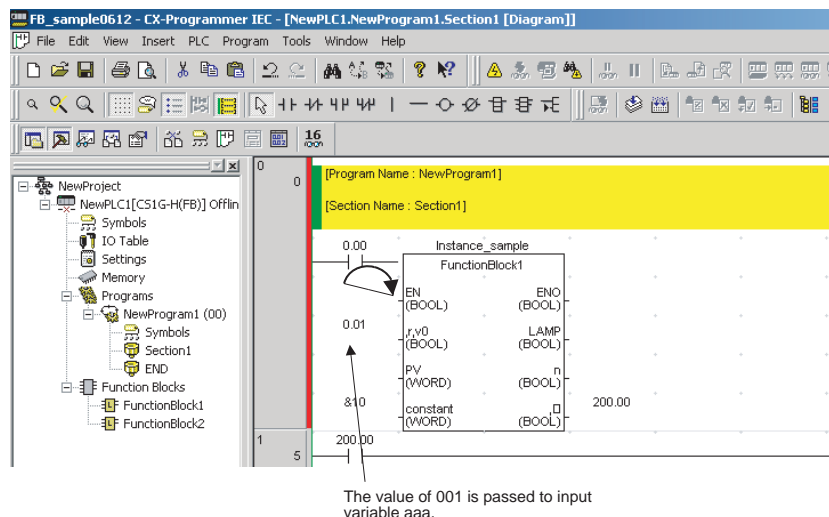 FB_sample0612 - CX-Programmer IEC - [NewPLC1.NewProgram1.Section1 [Diagram]]
File Edit View Insert PLC Program Tools Window Help
16
NewProject
NewPLC1[CS1G-H(FB)] Offlin
Symbols
IO Table
Settings
Memory
Programs
NewProgram1 (00)
Symbols
Section1
END
Function Blocks
FunctionBlock1
FunctionBlock2
0
0
[Program Name : NewProgram1]
[Section Name : Section1]
0.00 Instance_sample
FunctionBlock1
EN ENO
(BOOL) (BOOL)
0.01 ,r,v0 LAMP
(BOOL) (BOOL)
PV n
(WORD) (BOOL)
&10 constant ,□ 200.00
(WORD) (BOOL)
1 200.00
5
The value of 001 is passed to input
variable aaa.